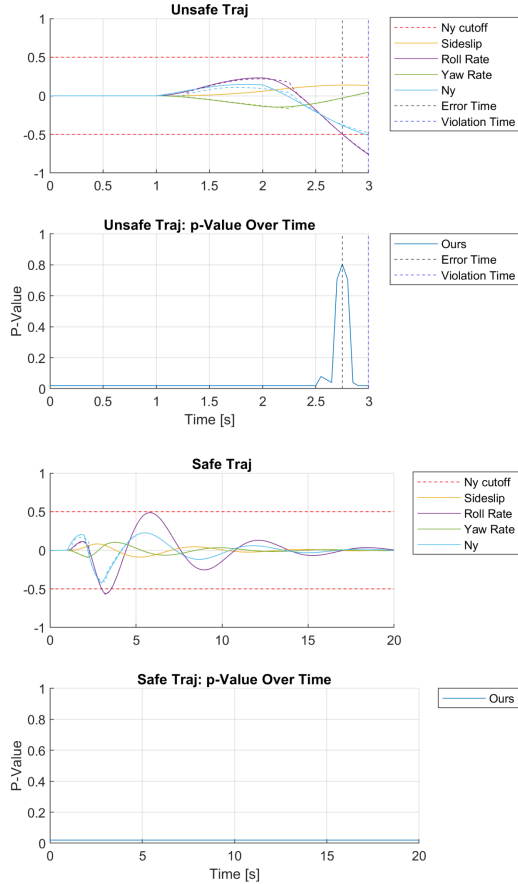 Unsafe Traj
1
0.5
0
-0.5
-1
0 0.5 1 1.5 2 2.5 3
Ny cutoff
Sideslip
Roll Rate
Yaw Rate
Ny
Error Time
Violation Time
Unsafe Traj: p-Value Over Time
P-Value
1
0.8
0.6
0.4
0.2
0
0 0.5 1 1.5 2 2.5 3
Time [s]
Ours
Error Time
Violation Time
Safe Traj
1
0.5
0
-0.5
-1
0 5 10 15 20
Ny cutoff
Sideslip
Roll Rate
Yaw Rate
Ny
Safe Traj: p-Value Over Time
P-Value
1
0.8
0.6
0.4
0.2
0
0 5 10 15 20
Time [s]
Ours